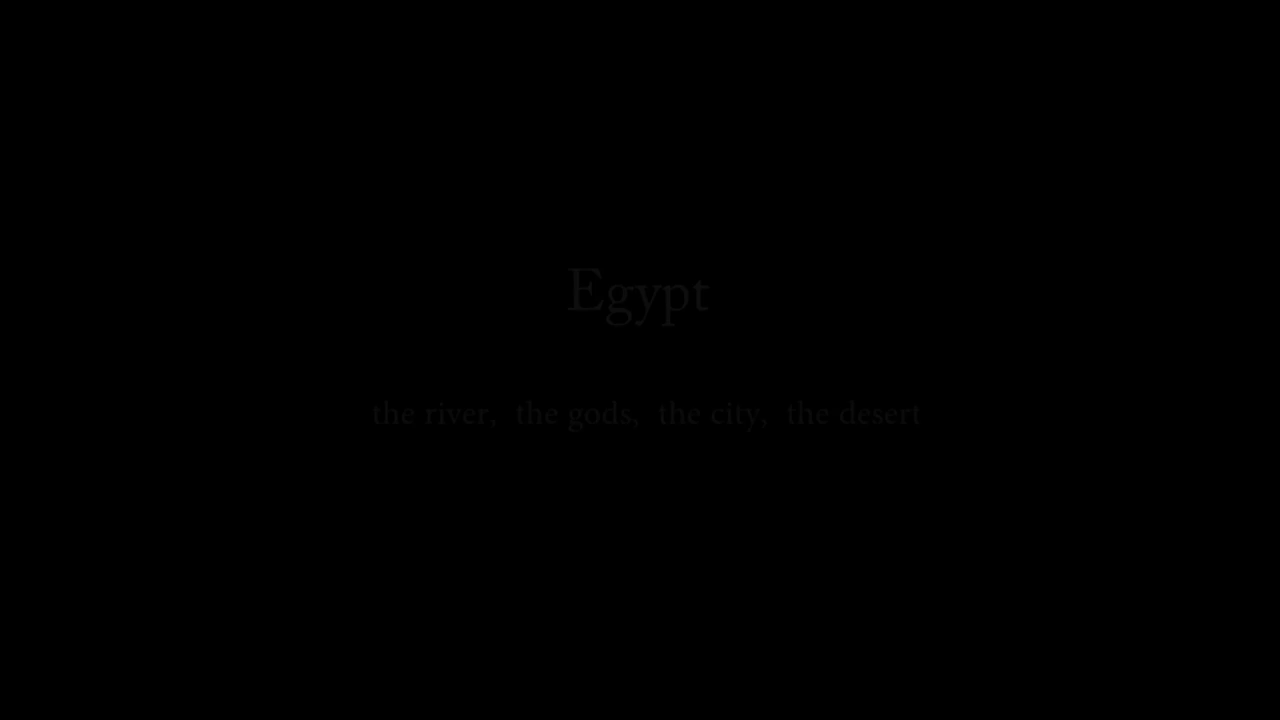 Egypt
the river, the gods, the city, the desert